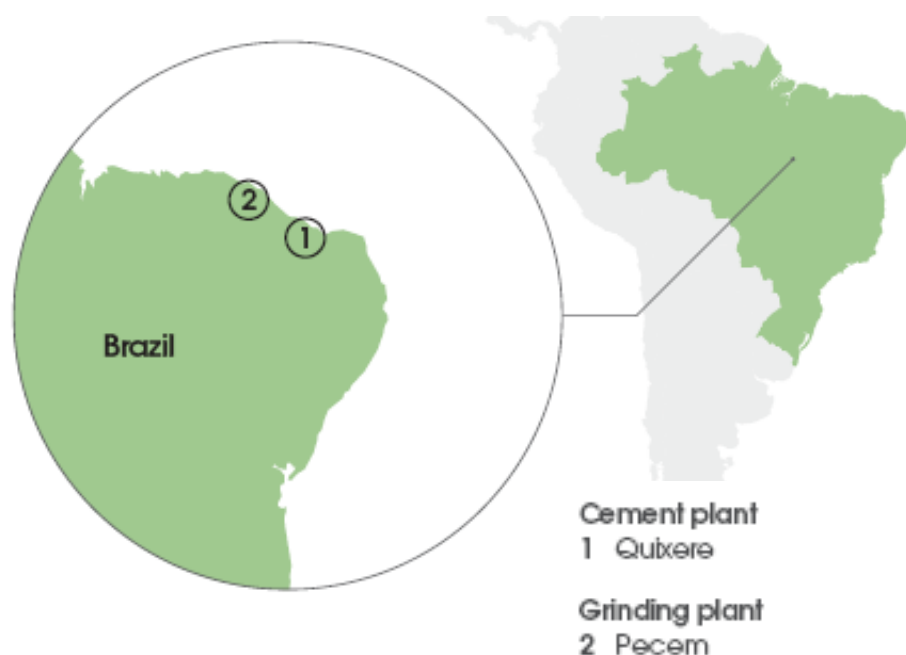 2
1
Brazil
Cement plant
1 Quixere
Grinding plant
2 Pecem